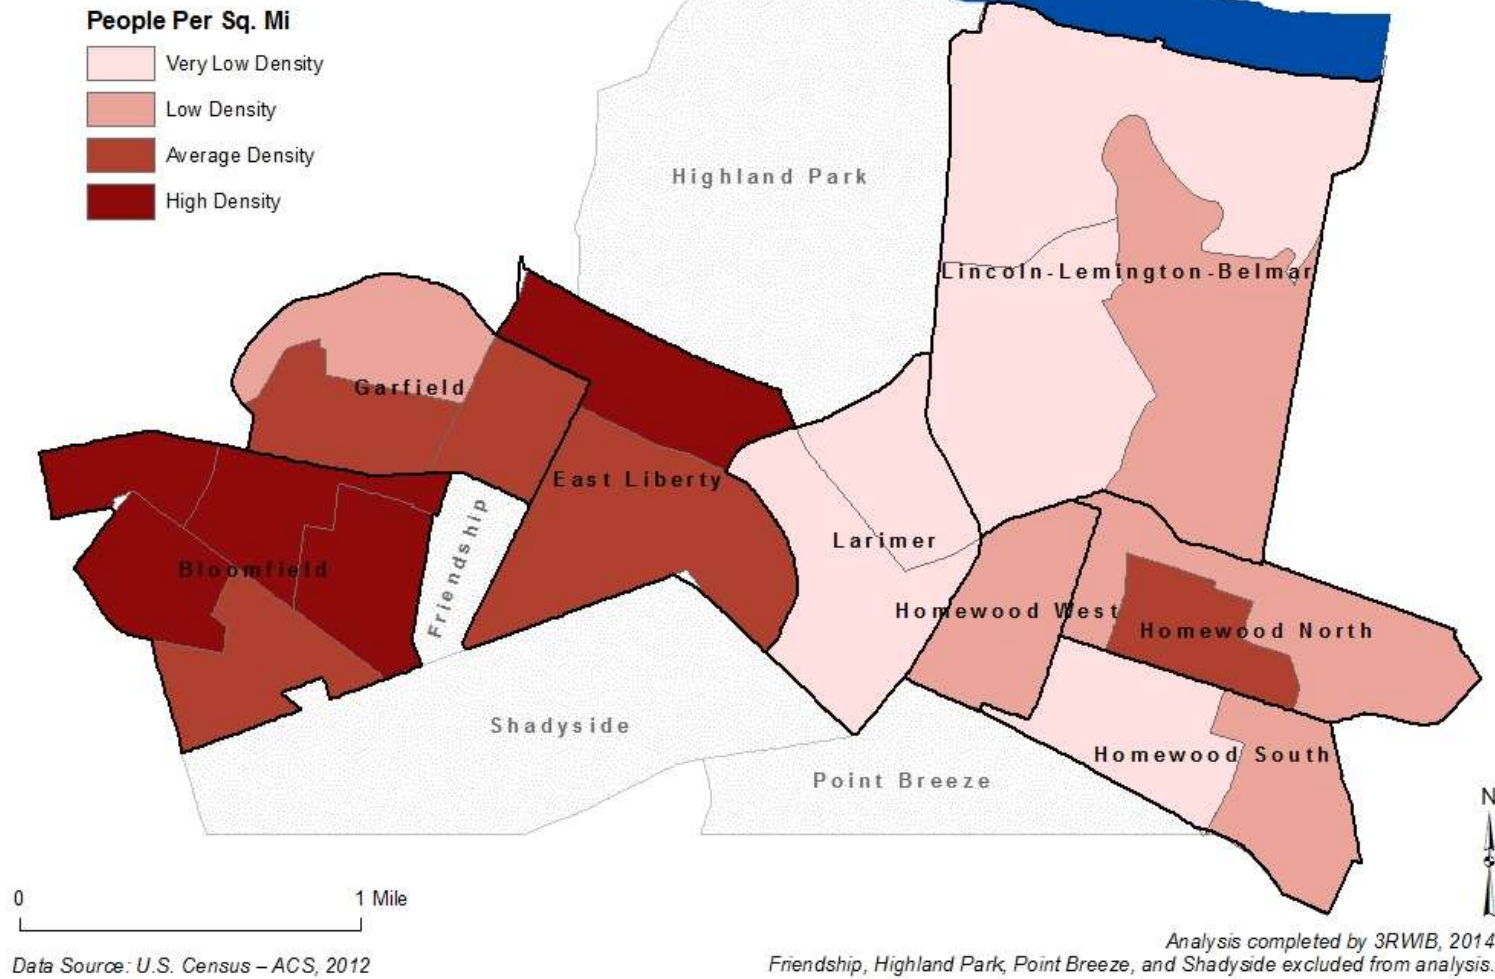 People Per Sq. Mi
Very Low Density
Low Density
Average Density
High Density
Highland Park
Lincoln-Lemington-Belmar
Garfield
East Liberty
Friendship
Larimer
Bloomfield
Homewood West
Homewood North
Shadyside
Homewood South
Point Breeze
N
0 1 Mile
Analysis completed by 3RWIB, 2014
Data Source: U.S. Census – ACS, 2012
Friendship, Highland Park, Point Breeze, and Shadyside excluded from analysis.